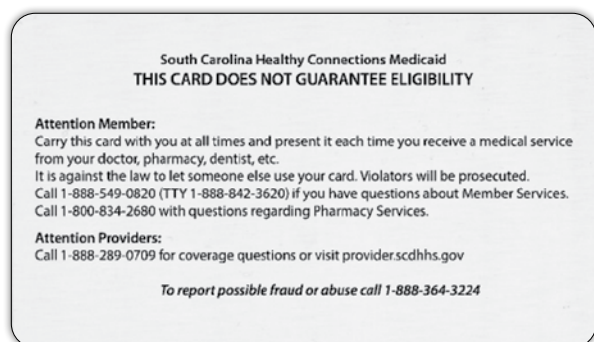 South Carolina Healthy Connections Medicaid
THIS CARD DOES NOT GUARANTEE ELIGIBILITY
Attention Member:
Carry this card with you at all times and present it each time you receive a medical service
from your doctor, pharmacy, dentist, etc.
It is against the law to let someone else use your card. Violators will be prosecuted.
Call 1-888-549-0820 (TTY 1-888-842-3620) if you have questions about Member Services.
Call 1-800-834-2680 with questions regarding Pharmacy Services.
Attention Providers:
Call 1-888-289-0709 for coverage questions or visit provider.scdhhs.gov
To report possible fraud or abuse call 1-888-364-3224